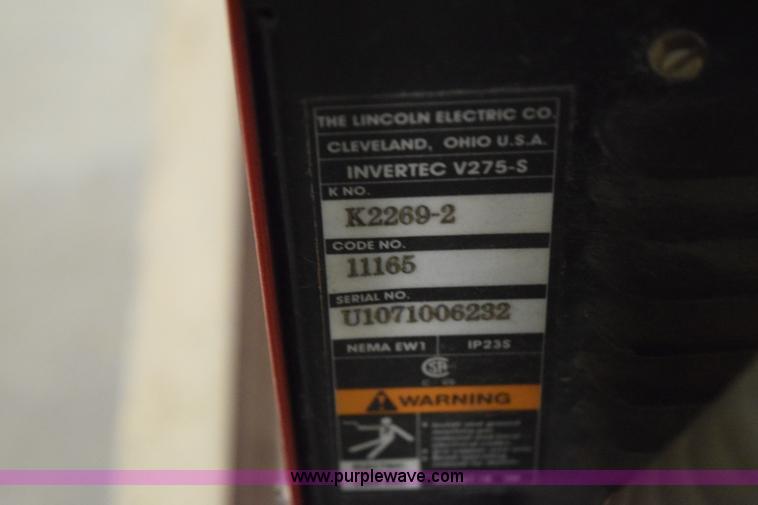 THE LINCOLN ELECTRIC CO.
CLEVELAND, OHIO U.S.A.
INVERTEC V275-S
K NO.
K2269-2
CODE NO.
11165
SERIAL NO.
U1071006232
NEMA EW1 IP23S
WARNING
www.purplewave.com